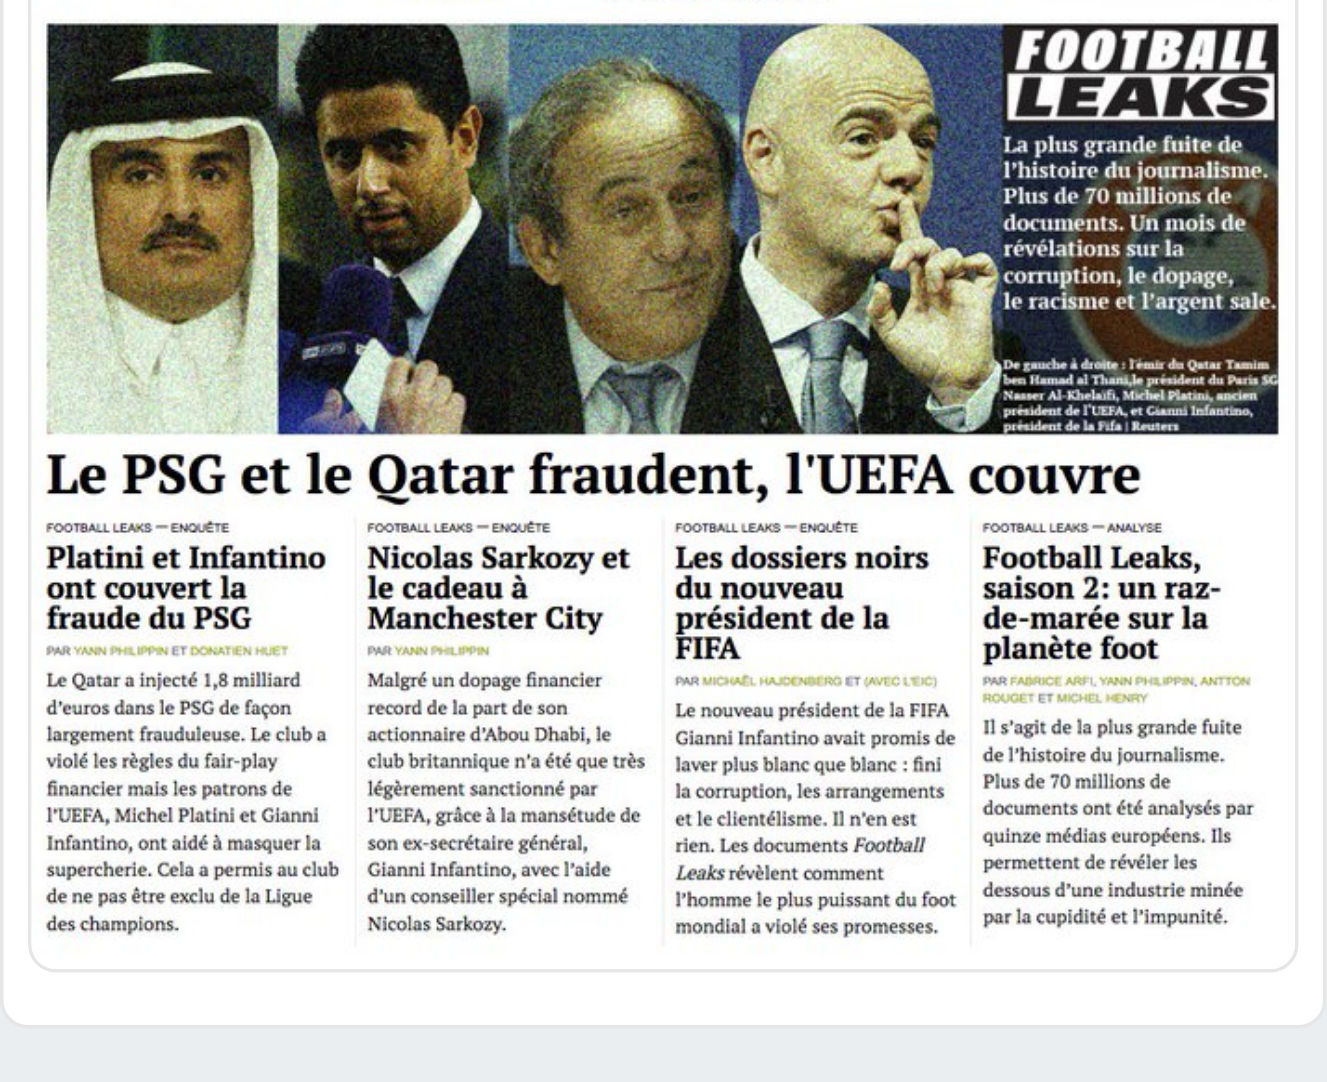 FOOTBALL
LEAKS
La plus grande fuite de
l'histoire du journalisme.
Plus de 70 millions de
documents. Un mois de
révélations sur la
corruption, le dopage,
le racisme et l'argent sale.
De gauche à droite : l'émir du Qatar Tamim
ben Hamad al Thani,le président du Paris SG
Nasser Al-Khelaïfi, Michel Platini, ancien
président de l'UEFA, et Gianni Infantino,
président de la Fifa | Reuters
Le PSG et le Qatar fraudent, l'UEFA couvre
FOOTBALL LEAKS — ENQUÊTE
Platini et Infantino
ont couvert la
fraude du PSG
PAR YANN PHILIPPIN ET DONATIEN HUET
Le Qatar a injecté 1,8 milliard
d'euros dans le PSG de façon
largement frauduleuse. Le club a
violé les règles du fair-play
financier mais les patrons de
l'UEFA, Michel Platini et Gianni
Infantino, ont aidé à masquer la
supercherie. Cela a permis au club
de ne pas être exclu de la Ligue
des champions.
FOOTBALL LEAKS — ENQUÊTE
Nicolas Sarkozy et
le cadeau à
Manchester City
PAR YANN PHILIPPIN
Malgré un dopage financier
record de la part de son
actionnaire d'Abou Dhabi, le
club britannique n'a été que très
légèrement sanctionné par
l'UEFA, grâce à la mansétude de
son ex-secrétaire général,
Gianni Infantino, avec l'aide
d'un conseiller spécial nommé
Nicolas Sarkozy.
FOOTBALL LEAKS — ENQUÊTE
Les dossiers noirs
du nouveau
président de la
FIFA
PAR MICHAËL HAJDENBERG ET (AVEC L'EIC)
Le nouveau président de la FIFA
Gianni Infantino avait promis de
laver plus blanc que blanc : fini
la corruption, les arrangements
et le clientélisme. Il n'en est
rien. Les documents Football
Leaks révèlent comment
l'homme le plus puissant du foot
mondial a violé ses promesses.
FOOTBALL LEAKS — ANALYSE
Football Leaks,
saison 2: un raz-
de-marée sur la
planète foot
PAR FABRICE ARFI, YANN PHILIPPIN, ANTTON
ROUGET ET MICHEL HENRY
Il s'agit de la plus grande fuite
de l'histoire du journalisme.
Plus de 70 millions de
documents ont été analysés par
quinze médias européens. Ils
permettent de révéler les
dessous d'une industrie minée
par la cupidité et l'impunité.